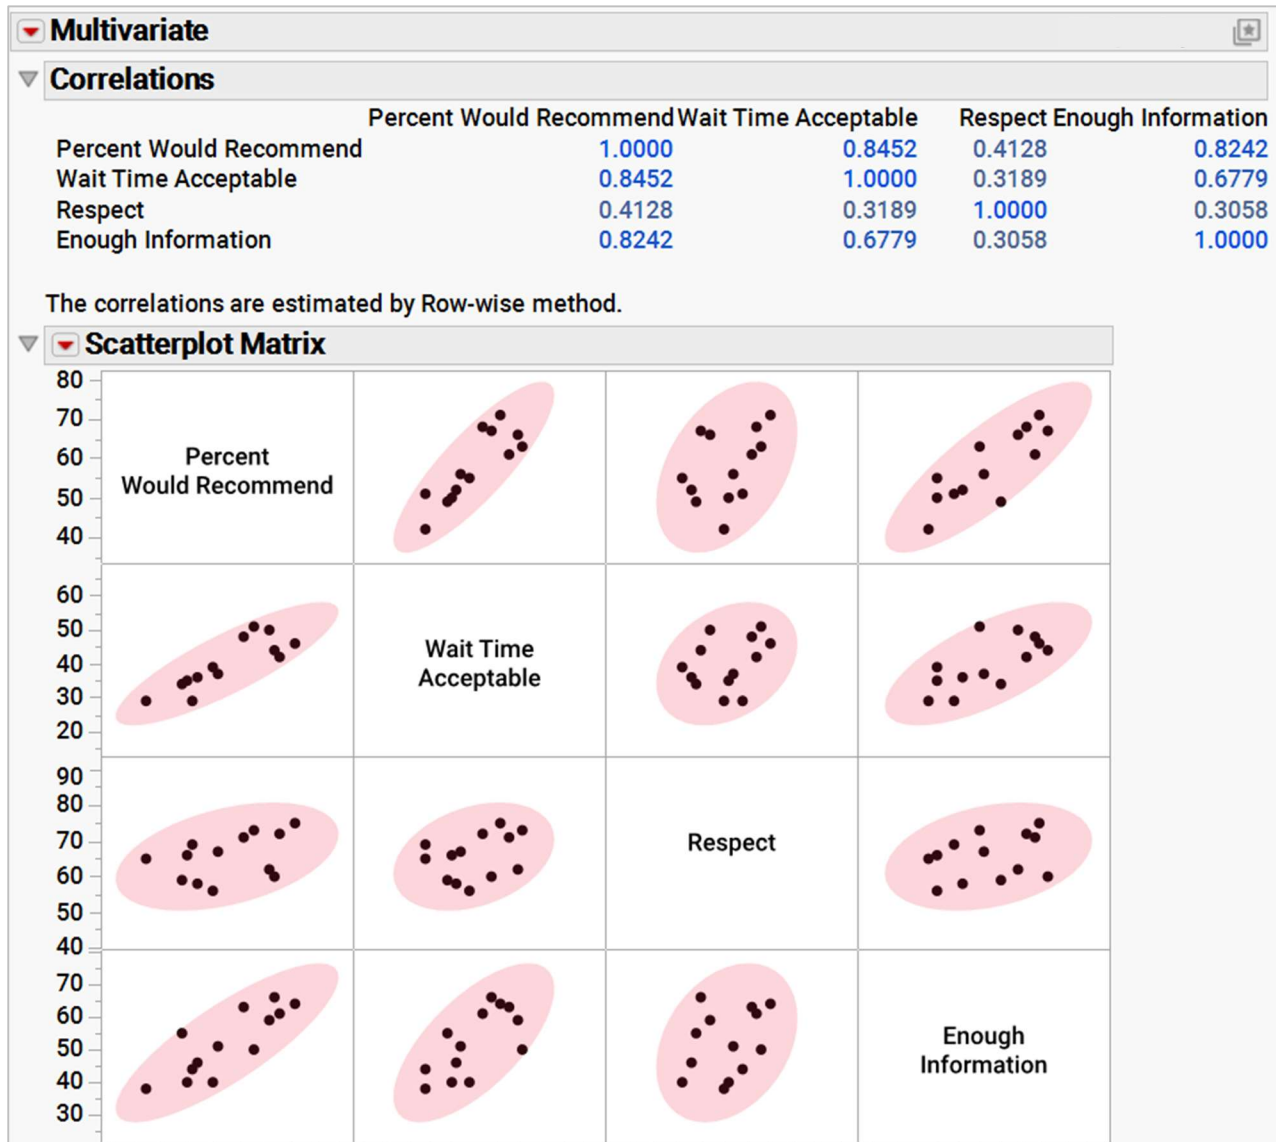 Multivariate
Correlations
Percent Would Recommend Wait Time Acceptable Respect Enough Information
Percent Would Recommend 1.0000 0.8452 0.4128 0.8242
Wait Time Acceptable 0.8452 1.0000 0.3189 0.6779
Respect 0.4128 0.3189 1.0000 0.3058
Enough Information 0.8242 0.6779 0.3058 1.0000
The correlations are estimated by Row-wise method.
Scatterplot Matrix
80
70
60
50
40
Percent
Would Recommend
60
50
40
30
20
Wait Time
Acceptable
90
80
70
60
50
40
Respect
70
60
50
40
30
Enough
Information